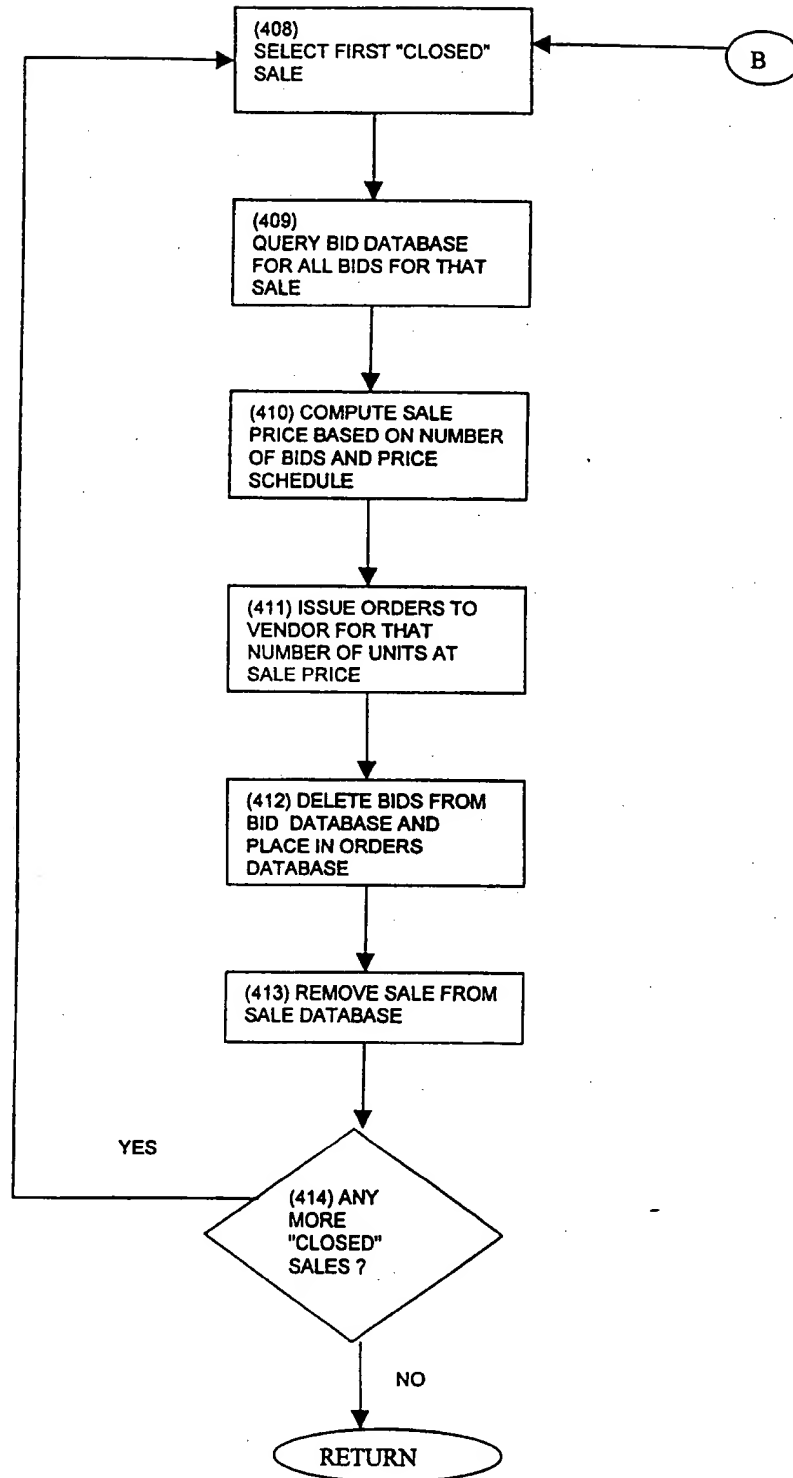 (408)
SELECT FIRST "CLOSED"
SALE
B
(409)
QUERY BID DATABASE
FOR ALL BIDS FOR THAT
SALE
(410) COMPUTE SALE
PRICE BASED ON NUMBER
OF BIDS AND PRICE
SCHEDULE
(411) ISSUE ORDERS TO
VENDOR FOR THAT
NUMBER OF UNITS AT
SALE PRICE
(412) DELETE BIDS FROM
BID DATABASE AND
PLACE IN ORDERS
DATABASE
(413) REMOVE SALE FROM
SALE DATABASE
YES
(414) ANY
MORE
"CLOSED"
SALES ?
NO
RETURN